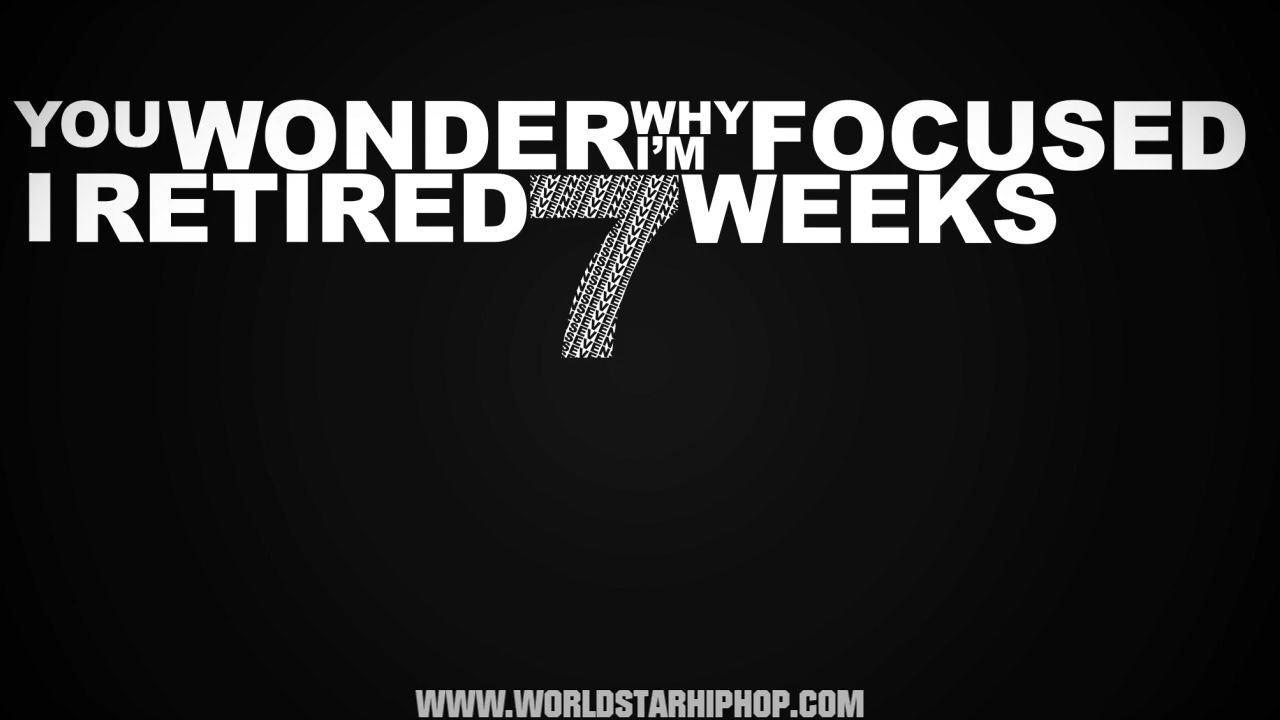 YOU WONDER WHY I'M FOCUSED
I RETIRED 7 WEEKS
WWW.WORLDSTARHIPHOP.COM